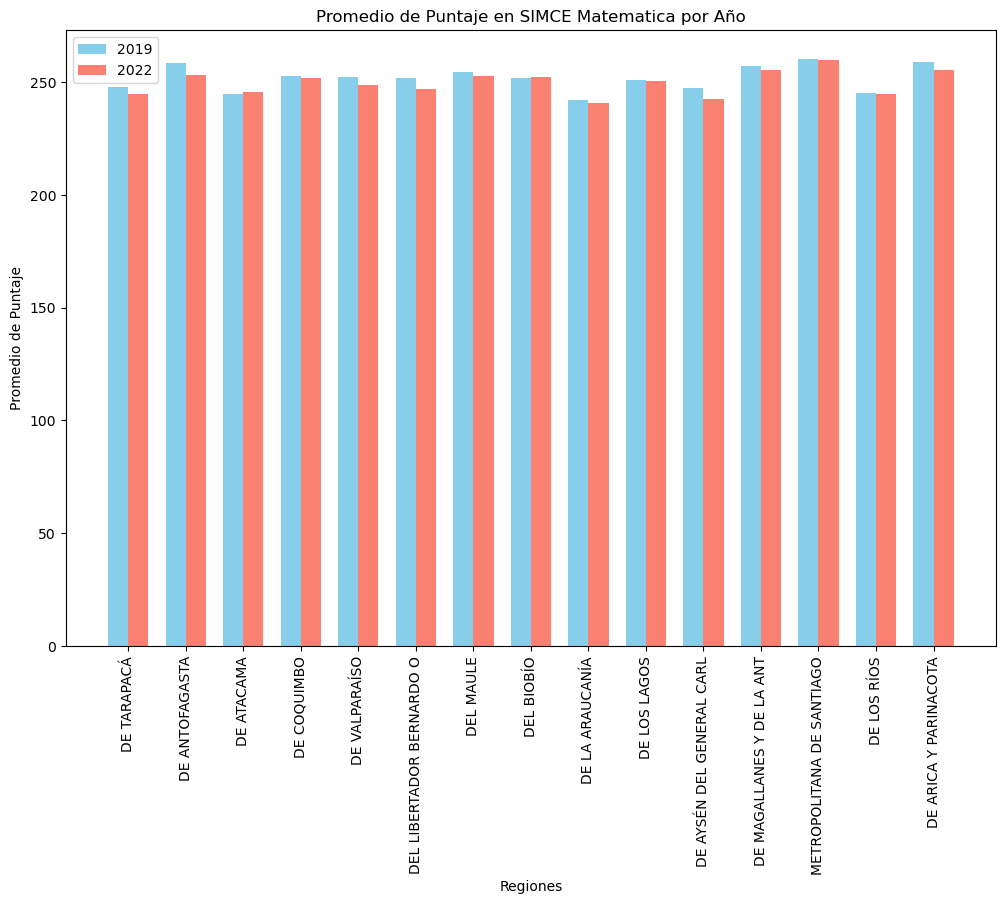 Promedio de Puntaje en SIMCE Matematica por Año
2019
2022
Promedio de Puntaje
250
200
150
100
50
0
DE TARAPACÁ
DE ANTOFAGASTA
DE ATACAMA
DE COQUIMBO
DE VALPARAÍSO
DEL LIBERTADOR BERNARDO O
DEL MAULE
DEL BIOBÍO
DE LA ARAUCANÍA
DE LOS LAGOS
DE AYSÉN DEL GENERAL CARL
DE MAGALLANES Y DE LA ANT
METROPOLITANA DE SANTIAGO
DE LOS RÍOS
DE ARICA Y PARINACOTA
Regiones